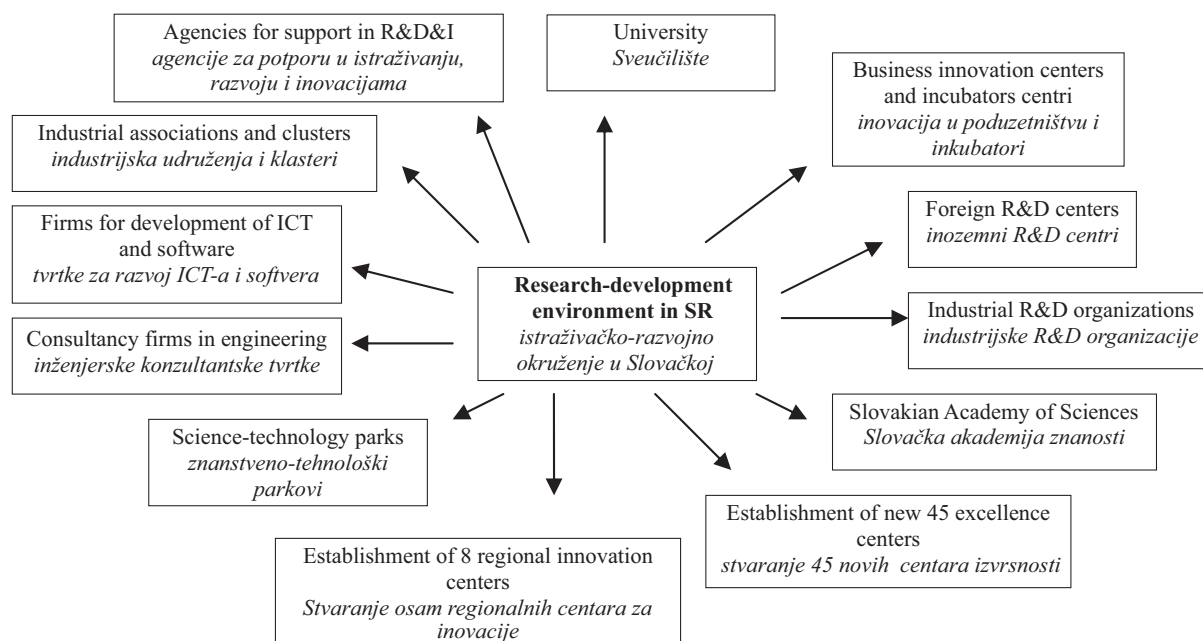 Agencies for support in R&D&I
agencije za potporu u istraživanju,
razvoju i inovacijama
University
Sveučilište
Business innovation centers
and incubators centri
inovacija u poduzetništvu i
inkubatori
Industrial associations and clusters
industrijska udruženja i klasteri
Foreign R&D centers
inozemni R&D centri
Firms for development of ICT
and software
tvrtke za razvoj ICT-a i softvera
Research-development
environment in SR
istraživačko-razvojno
okruženje u Slovačkoj
Industrial R&D organizations
industrijske R&D organizacije
Consultancy firms in engineering
inženjerske konzultantske tvrtke
Slovakian Academy of Sciences
Slovačka akademija znanosti
Science-technology parks
znanstveno-tehnološki
parkovi
Establishment of new 45 excellence
centers
stvaranje 45 novih centara izvrsnosti
Establishment of 8 regional innovation
centers
Stvaranje osam regionalnih centara za
inovacije